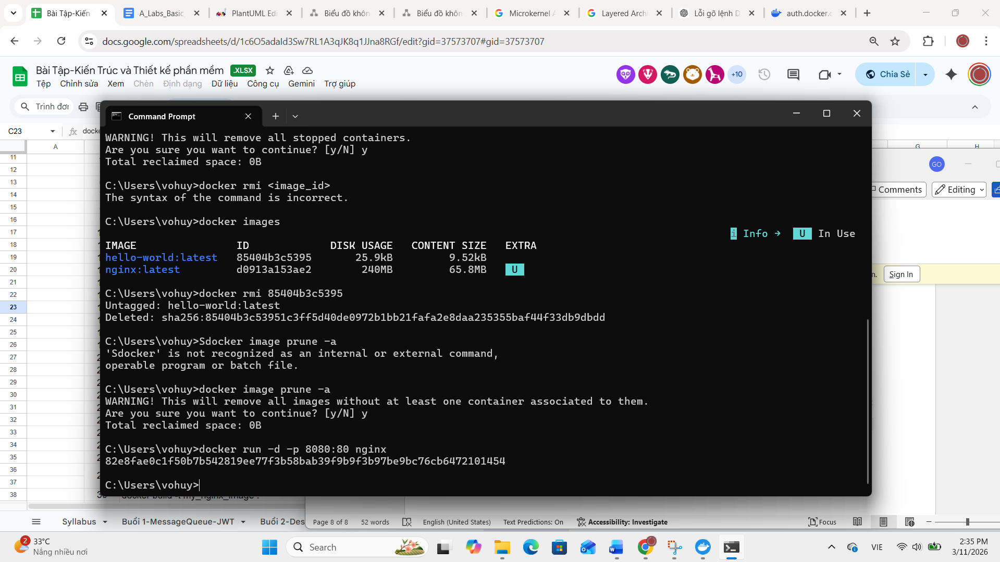 Bài Tập-Kiến
A_Labs_Basic_
PlantUML Edi
Biểu đồ khôn
Biểu đồ khôn
Microkernel A
Layered Archi
Lỗi gõ lệnh D
auth.docker.c
docs.google.com/spreadsheets/d/1c6O5adaId3Sw7RL1A3qJK8q1JJna8RGf/edit?gid=37573707#gid=37573707
Bài Tập-Kiến Trúc và Thiết kế phần mềm .XLSX
+10
Chia Sẻ
Tệp Chỉnh sửa Xem Chèn Định dạng Dữ liệu Công cụ Gemini Trợ giúp
Trình đơn
Command Prompt
C23
docke
A
G
H
11
12
13
14
15
16
17
18
19
20
21
22
23
24
25
26
27
28
29
30
31
32
33
34
35
36
37
38
WARNING! This will remove all stopped containers.
Are you sure you want to continue? [y/N] y
Total reclaimed space: 0B
C:\Users\vohuy>docker rmi <image_id>
The syntax of the command is incorrect.
C:\Users\vohuy>docker images
i Info → U In Use
IMAGE ID DISK USAGE CONTENT SIZE EXTRA
hello-world:latest 85404b3c5395 25.9kB 9.52kB
nginx:latest d0913a153ae2 240MB 65.8MB U
C:\Users\vohuy>docker rmi 85404b3c5395
Untagged: hello-world:latest
Deleted: sha256:85404b3c53951c3ff5d40de0972b1bb21fafa2e8daa235355baf44f33db9dbdd
C:\Users\vohuy>Sdocker image prune -a
'Sdocker' is not recognized as an internal or external command,
operable program or batch file.
C:\Users\vohuy>docker image prune -a
WARNING! This will remove all images without at least one container associated to them.
Are you sure you want to continue? [y/N] y
Total reclaimed space: 0B
C:\Users\vohuy>docker run -d -p 8080:80 nginx
82e8fae0c1f50b7b542819ee77f3b58bab39f9b9f3b97be9bc76cb6472101454
C:\Users\vohuy>
GO
Comments
Editing
n.
Sign In
docker build -t my_nginx_image .
Syllabus
Buổi 1-MessageQueue-JWT
Buổi 2-Des
Page 8 of 8 52 words English (United States) Text Predictions: On Accessibility: Investigate Focus
2
33°C
Nắng nhiều nơi
Search
VIE
2:35 PM
3/11/2026